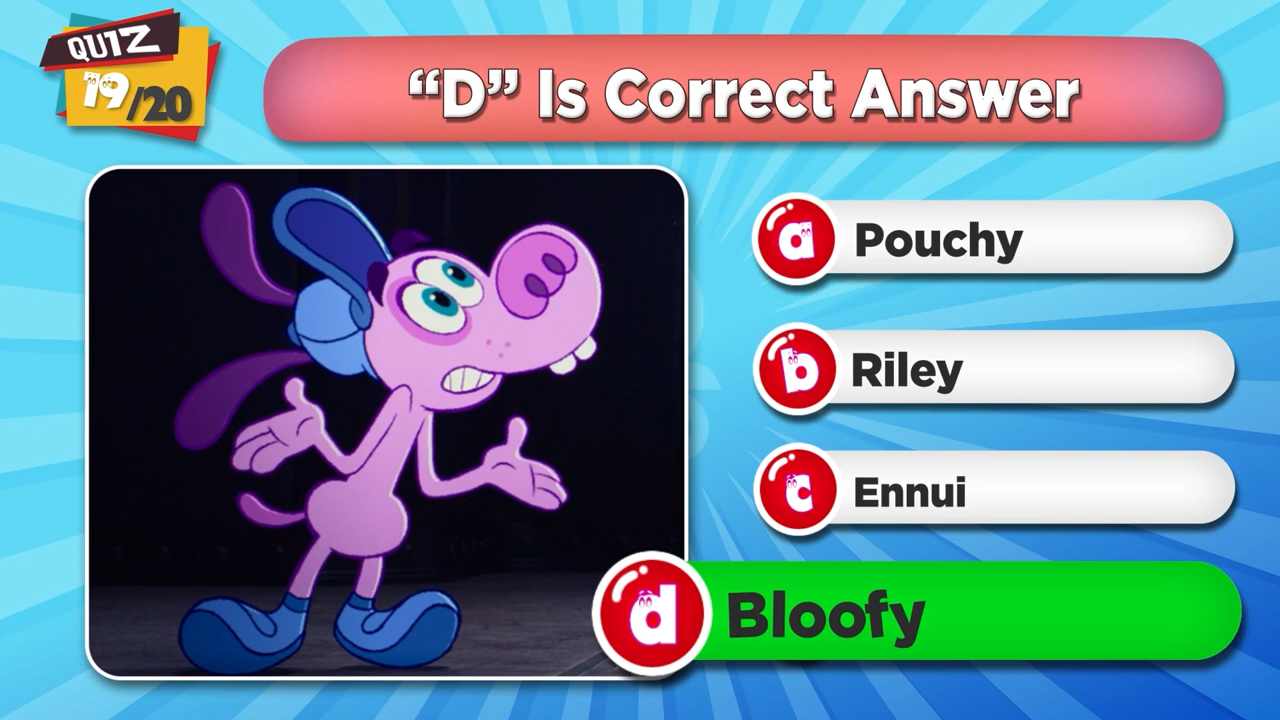 QUIZ
19/20
“D” Is Correct Answer
a Pouchy
b Riley
c Ennui
d Bloofy